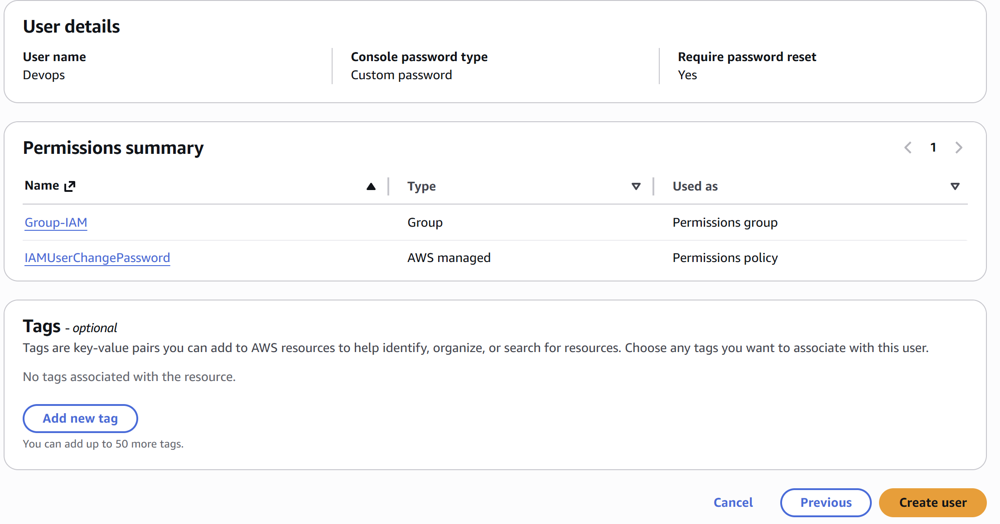 User details
User name
Devops
Console password type
Custom password
Require password reset
Yes
Permissions summary
1
Name Type Used as
Group-IAM Group Permissions group
IAMUserChangePassword AWS managed Permissions policy
Tags - optional
Tags are key-value pairs you can add to AWS resources to help identify, organize, or search for resources. Choose any tags you want to associate with this user.
No tags associated with the resource.
Add new tag
You can add up to 50 more tags.
Cancel Previous Create user